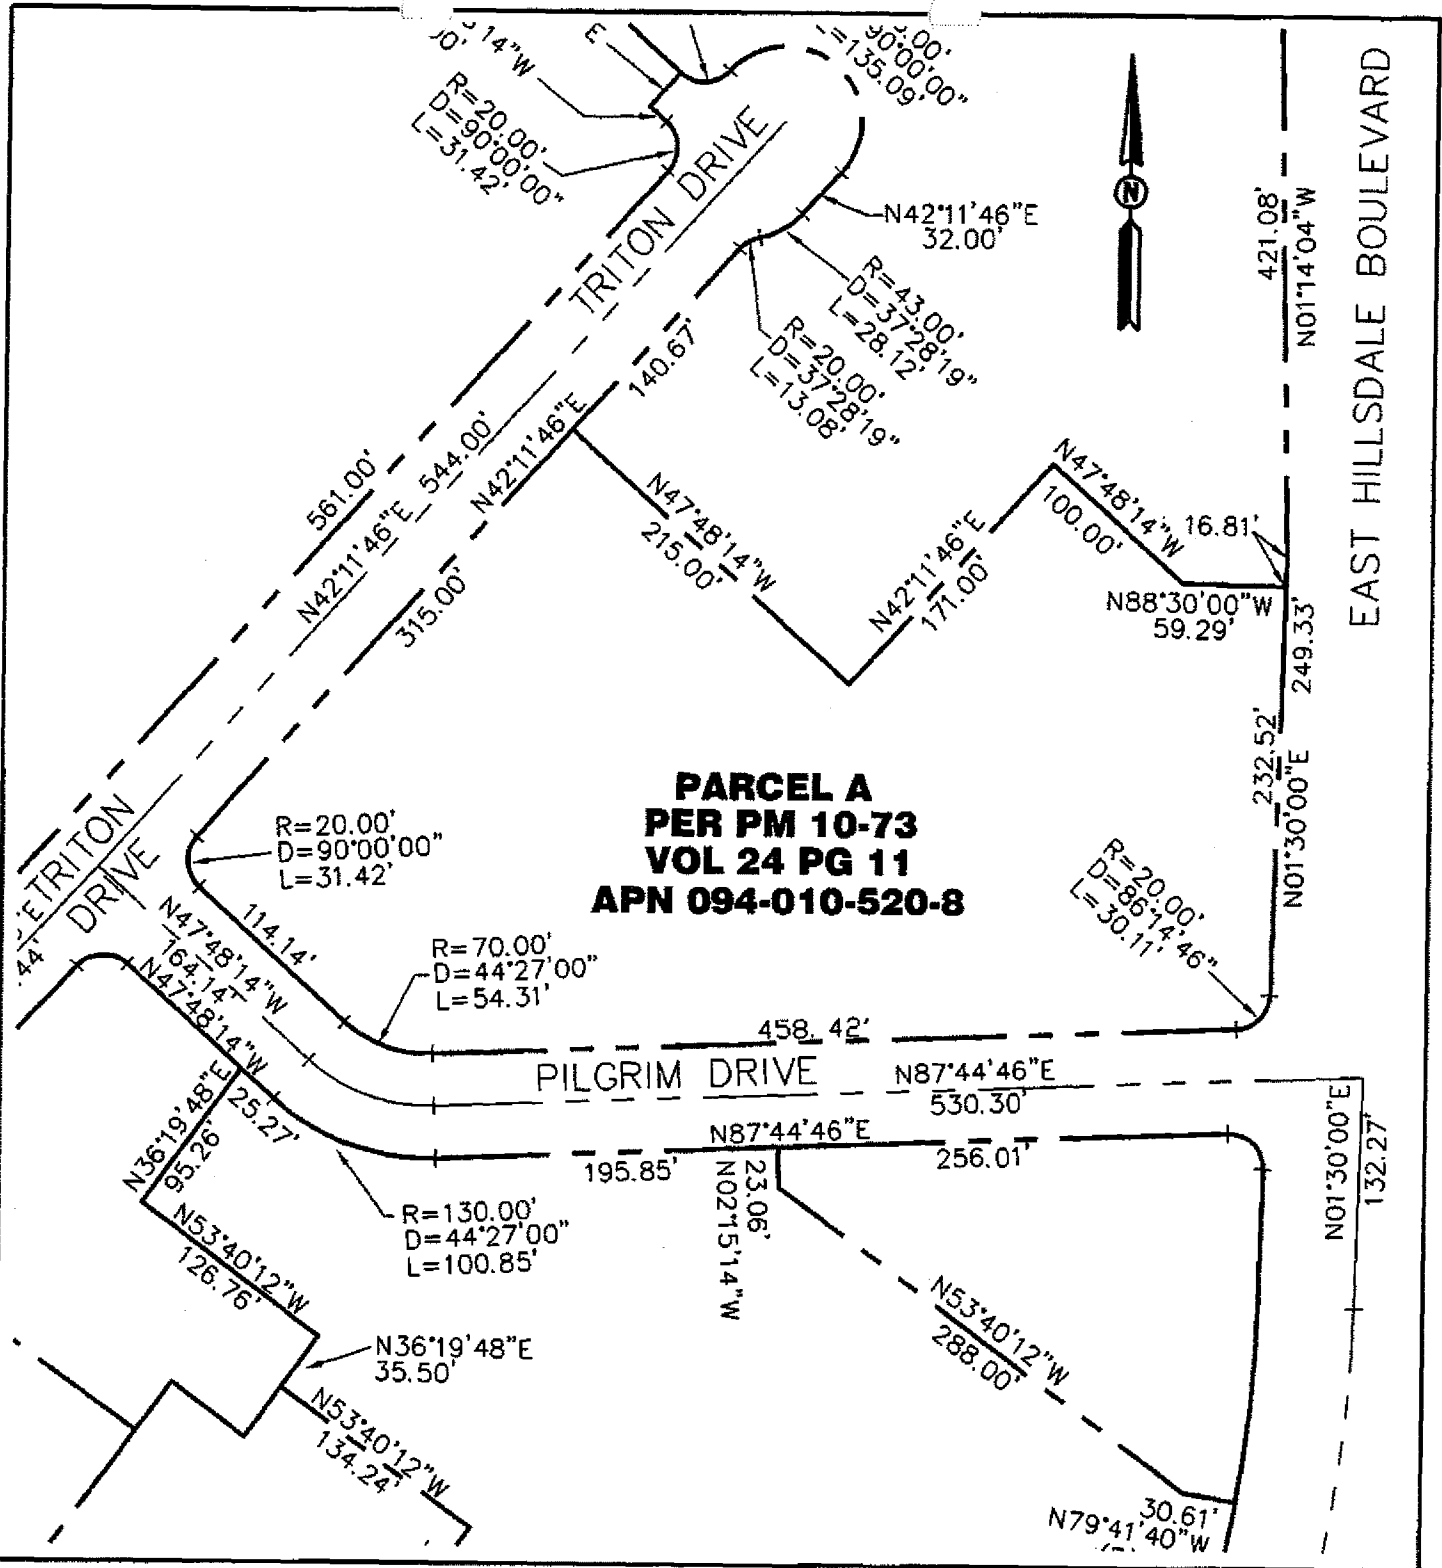 14"W
E
90°00'00"
L=135.09'
R=20.00'
D=90°00'00"
L=31.42'
TRITON DRIVE
N
N42°11'46"E
32.00'
R=43.00'
D=37°28'19"
L=28.12'
R=20.00'
D=37°28'19"
L=13.08'
421.08'
N01°14'04"W
EAST HILLSDALE BOULEVARD
140.67'
N42°11'46"E
561.00'
N42°11'46"E 544.00'
315.00'
N47°48'14"W
215.00'
N42°11'46"E
171.00'
N47°48'14"W
100.00'
16.81'
N88°30'00"W
59.29'
249.33'
232.52'
N01°30'00"E
PARCEL A
PER PM 10-73
VOL 24 PG 11
APN 094-010-520-8
R=20.00'
D=90°00'00"
L=31.42'
R=20.00'
D=86°14'46"
L=30.11'
TRITON
DRIVE
.44'
N47°48'14"W
164.14'
N47°48'14"W
114.14'
R=70.00'
D=44°27'00"
L=54.31'
458.42'
PILGRIM DRIVE
N87°44'46"E
530.30'
N36°19'48"E
95.26'
25.27'
N87°44'46"E
195.85'
256.01'
23.06'
N02°15'14"W
N01°30'00"E
132.27'
R=130.00'
D=44°27'00"
L=100.85'
N53°40'12"W
126.76'
N36°19'48"E
35.50'
N53°40'12"W
134.24'
N53°40'12"W
288.00'
30.61'
N79°41'40"W